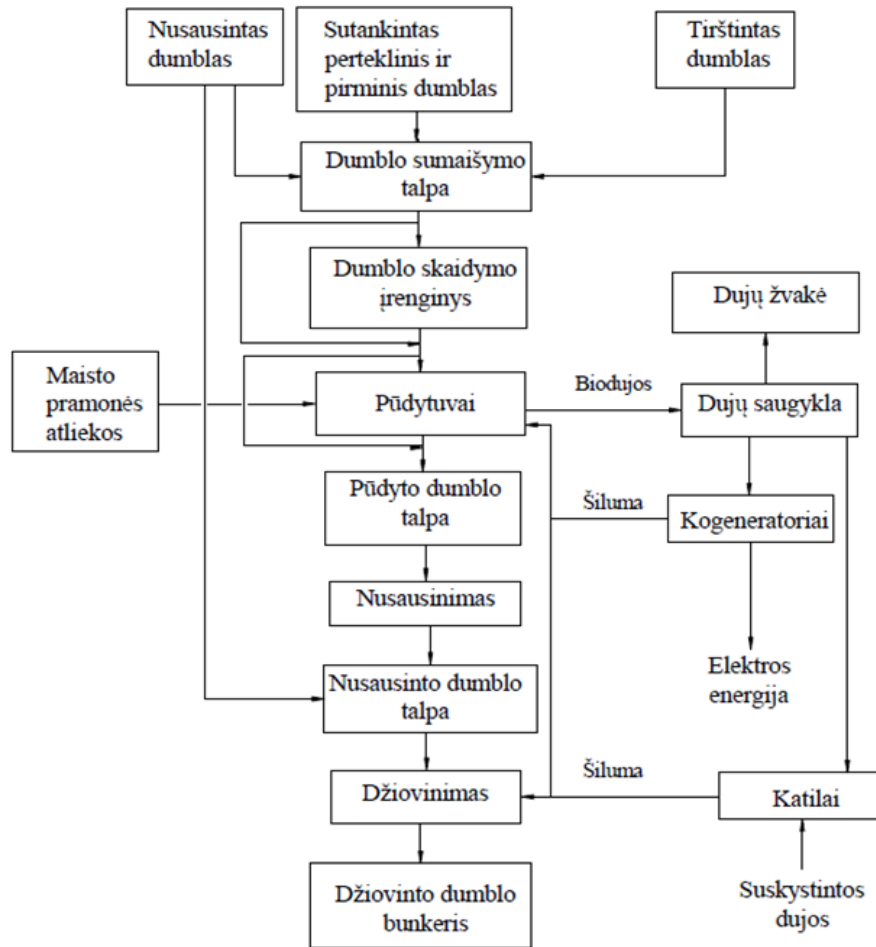 Nusausintas
dumblas
Sutankintas
perteklinis ir
pirminis dumblas
Tirštintas
dumblas
Dumblo sumaišymo
talpa
Dumblo skaidymo
įrenginys
Dujų žvakė
Maisto
pramonės
atliekos
Pūdytuvai
Biodujos
Dujų saugykla
Pūdyto dumblo
talpa
Šiluma
Kogeneratoriai
Nusausinimas
Elektros
energija
Nusausinto dumblo
talpa
Džiovinimas
Šiluma
Katilai
Džiovinto dumblo
bunkeris
Suskystintos
dujos